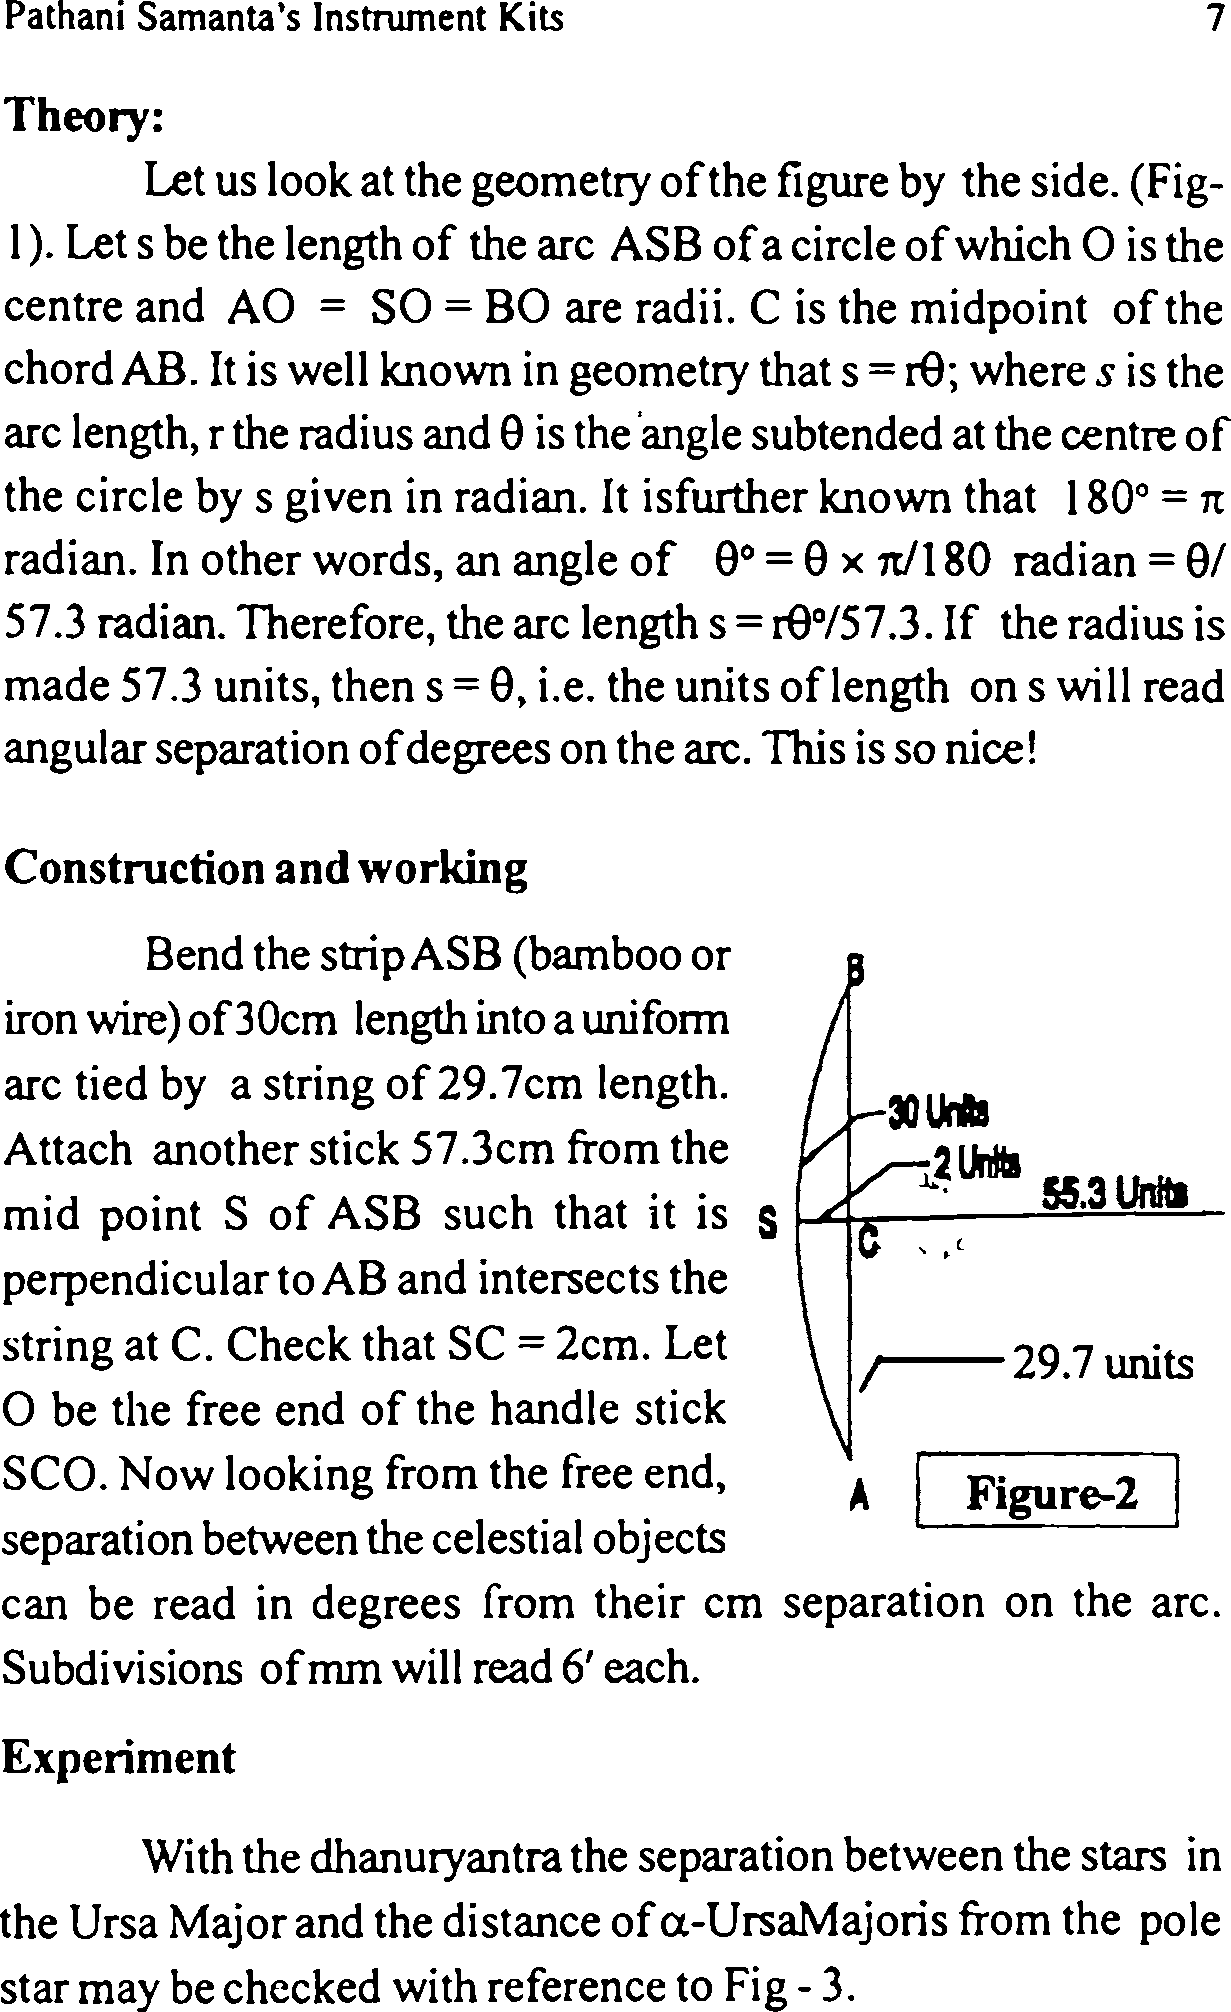 Pathani Samanta's Instrument Kits 7
Theory:
Let us look at the geometry of the figure by the side. (Fig-
1). Let s be the length of the arc ASB of a circle of which O is the
centre and AO = SO = BO are radii. C is the midpoint of the
chord AB. It is well known in geometry that s = rθ; where s is the
arc length, r the radius and θ is the angle subtended at the centre of
the circle by s given in radian. It isfurther known that 180° = π
radian. In other words, an angle of θ° = θ x π/180 radian = θ/
57.3 radian. Therefore, the arc length s = rθ°/57.3. If the radius is
made 57.3 units, then s = θ, i.e. the units of length on s will read
angular separation of degrees on the arc. This is so nice!
Construction and working
Bend the strip ASB (bamboo or
iron wire) of 30cm length into a uniform
arc tied by a string of 29.7cm length.
Attach another stick 57.3cm from the
mid point S of ASB such that it is
perpendicular to AB and intersects the
string at C. Check that SC = 2cm. Let
O be the free end of the handle stick
SCO. Now looking from the free end,
separation between the celestial objects
can be read in degrees from their cm separation on the arc.
Subdivisions of mm will read 6' each.
B
30 Units
2 Units
55.3 Units
S
C
29.7 units
A
Figure-2
Experiment
With the dhanuryantra the separation between the stars in
the Ursa Major and the distance of α-UrsaMajoris from the pole
star may be checked with reference to Fig - 3.